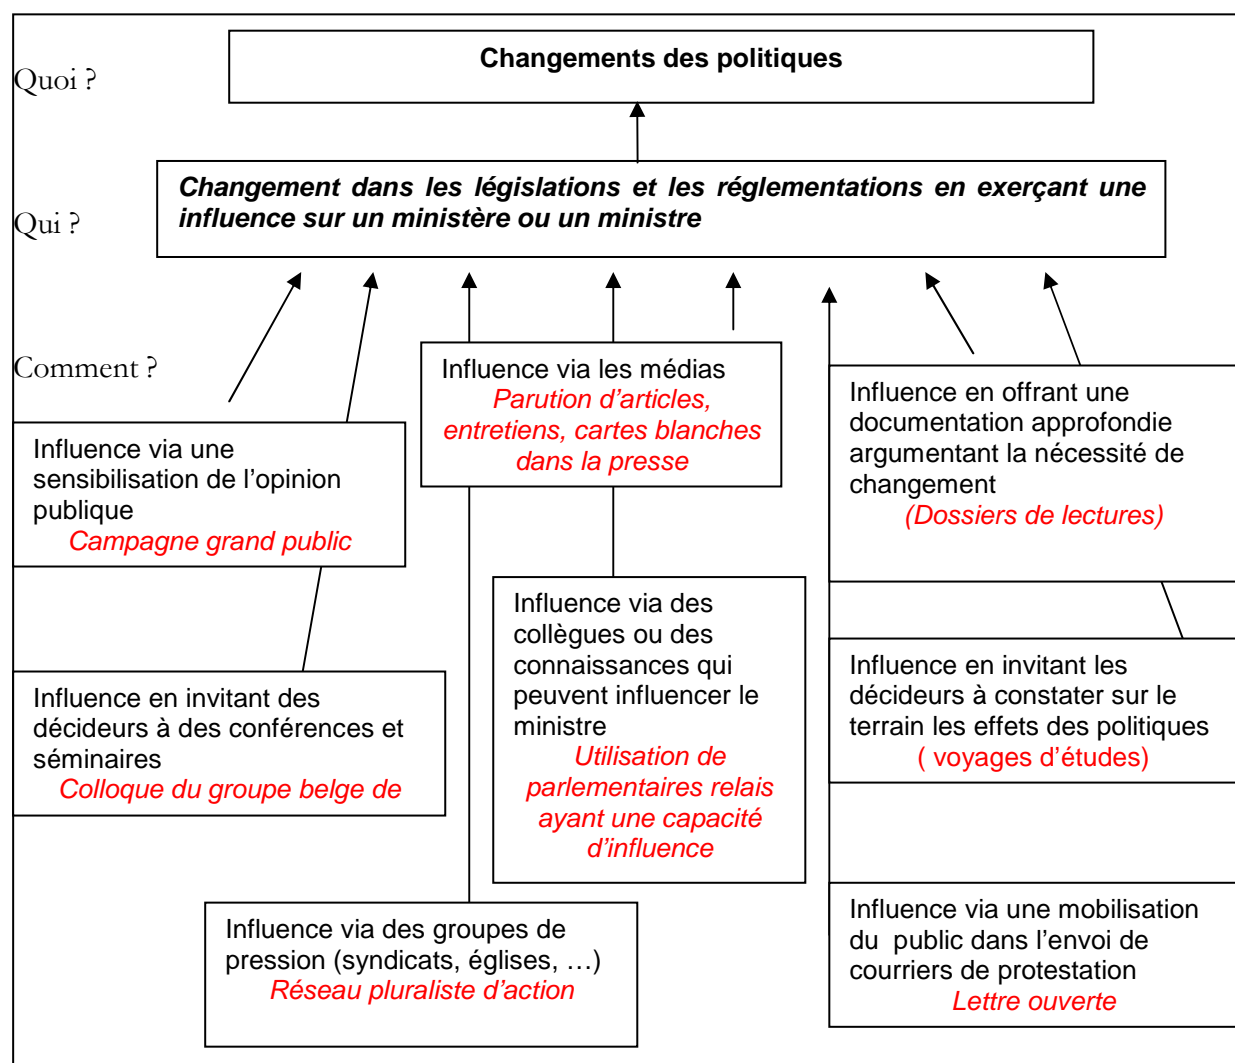 Quoi ?
Changements des politiques
Qui ?
Changement dans les législations et les réglementations en exerçant une
influence sur un ministère ou un ministre
Comment ?
Influence via une
sensibilisation de l’opinion
publique
Campagne grand public
Influence via les médias
Parution d’articles,
entretiens, cartes blanches
dans la presse
Influence en offrant une
documentation approfondie
argumentant la nécessité de
changement
(Dossiers de lectures)
Influence en invitant des
décideurs à des conférences et
séminaires
Colloque du groupe belge de
Influence via des
collègues ou des
connaissances qui
peuvent influencer le
ministre
Utilisation de
parlementaires relais
ayant une capacité
d’influence
Influence en invitant les
décideurs à constater sur le
terrain les effets des politiques
( voyages d’études)
Influence via des groupes de
pression (syndicats, églises, …)
Réseau pluraliste d’action
Influence via une mobilisation
du  public dans l’envoi de
courriers de protestation
Lettre ouverte